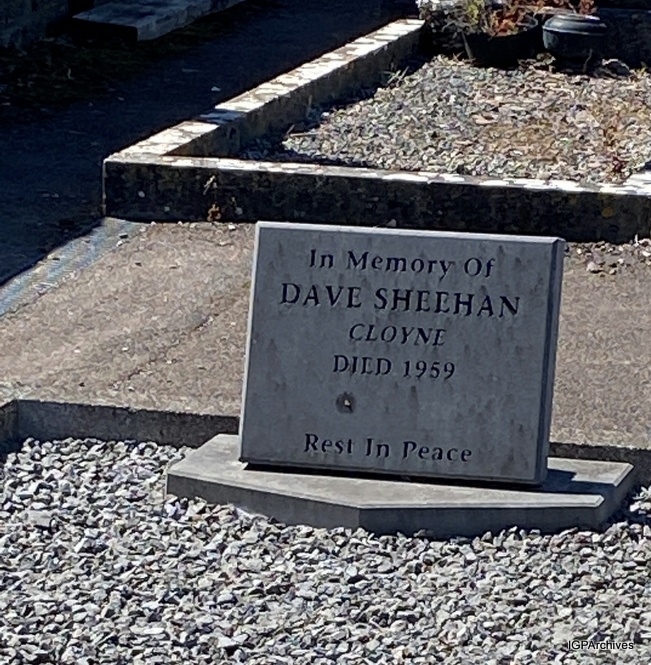 In Memory Of
DAVE SHEEHAN
CLOYNE
DIED 1959
Rest In Peace
IGPArchives